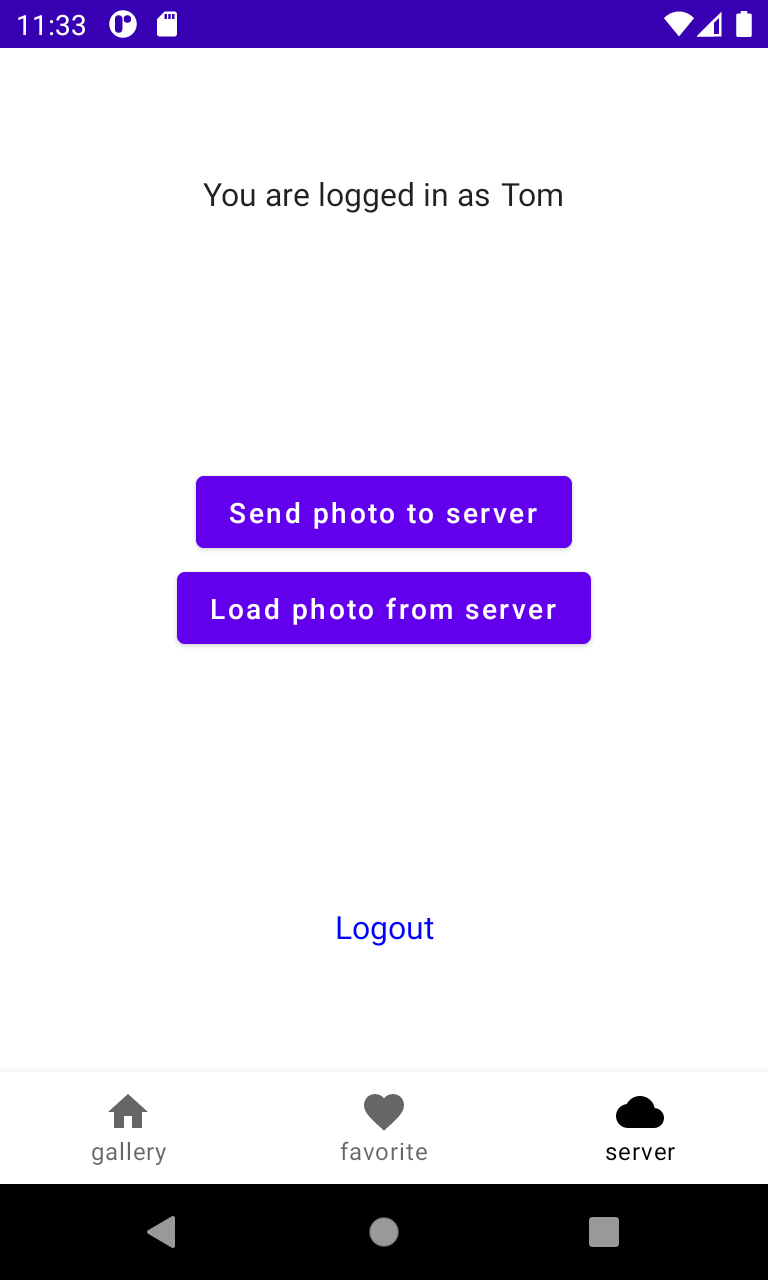 11:33
You are logged in as Tom
Send photo to server
Load photo from server
Logout
gallery
favorite
server